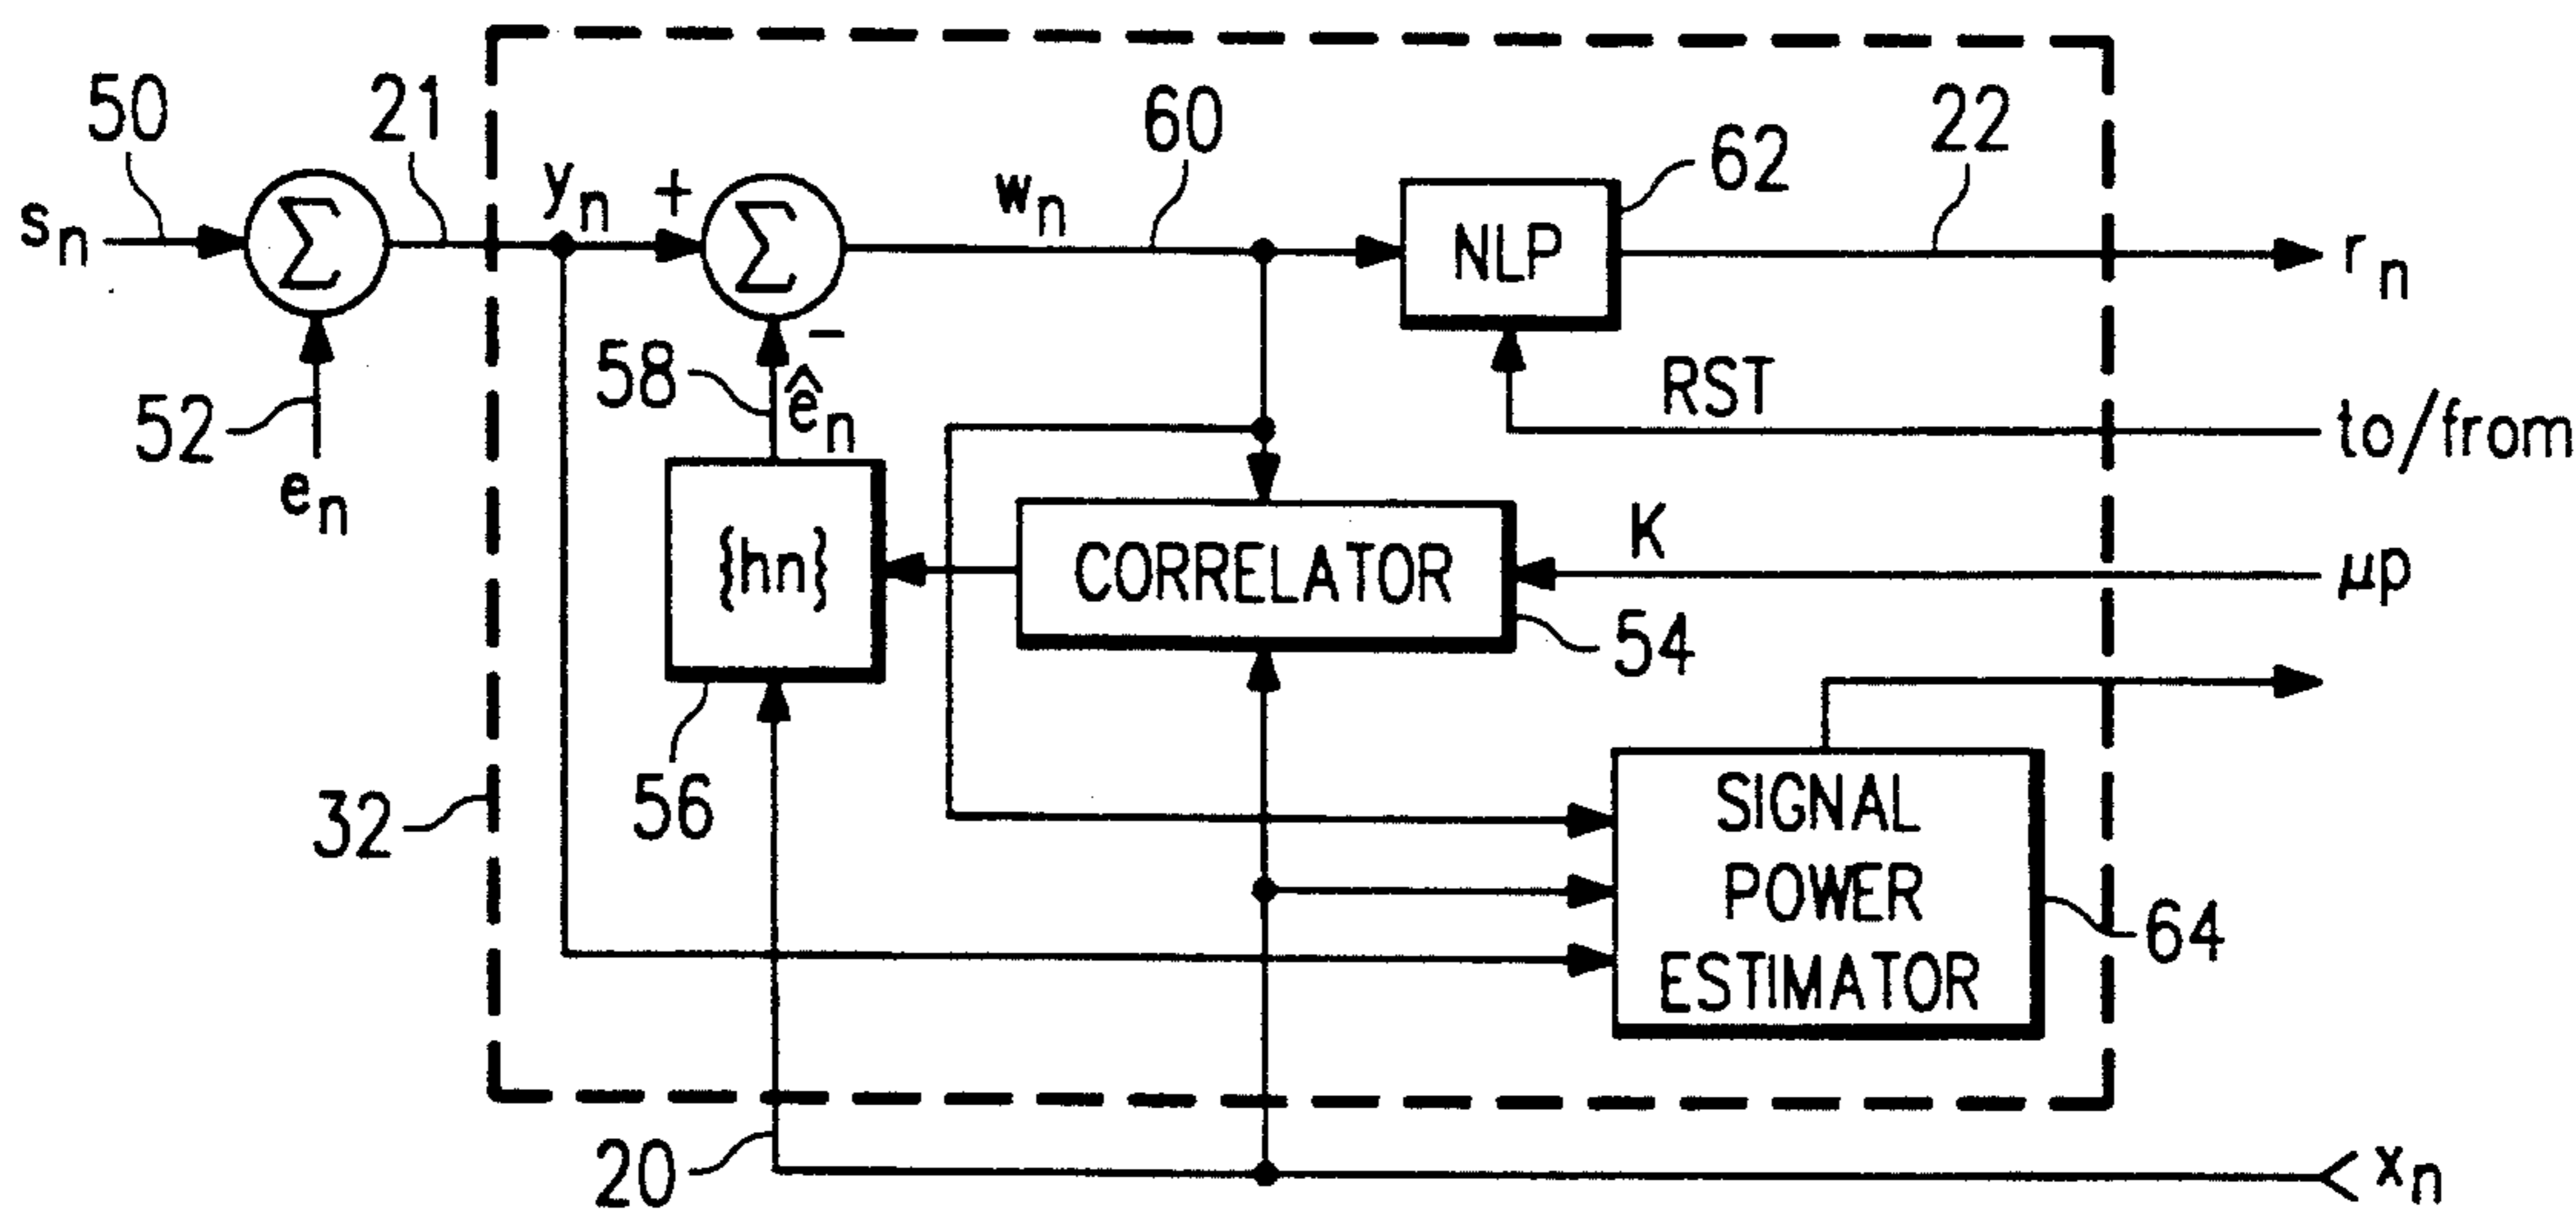 50
21
60
62
22
s_n
Σ
y_n
+
Σ
w_n
NLP
r_n
-
52
e_n
58
ê_n
RST
to/from
{hn}
CORRELATOR
K
μp
54
56
32
SIGNAL
POWER
ESTIMATOR
64
20
x_n